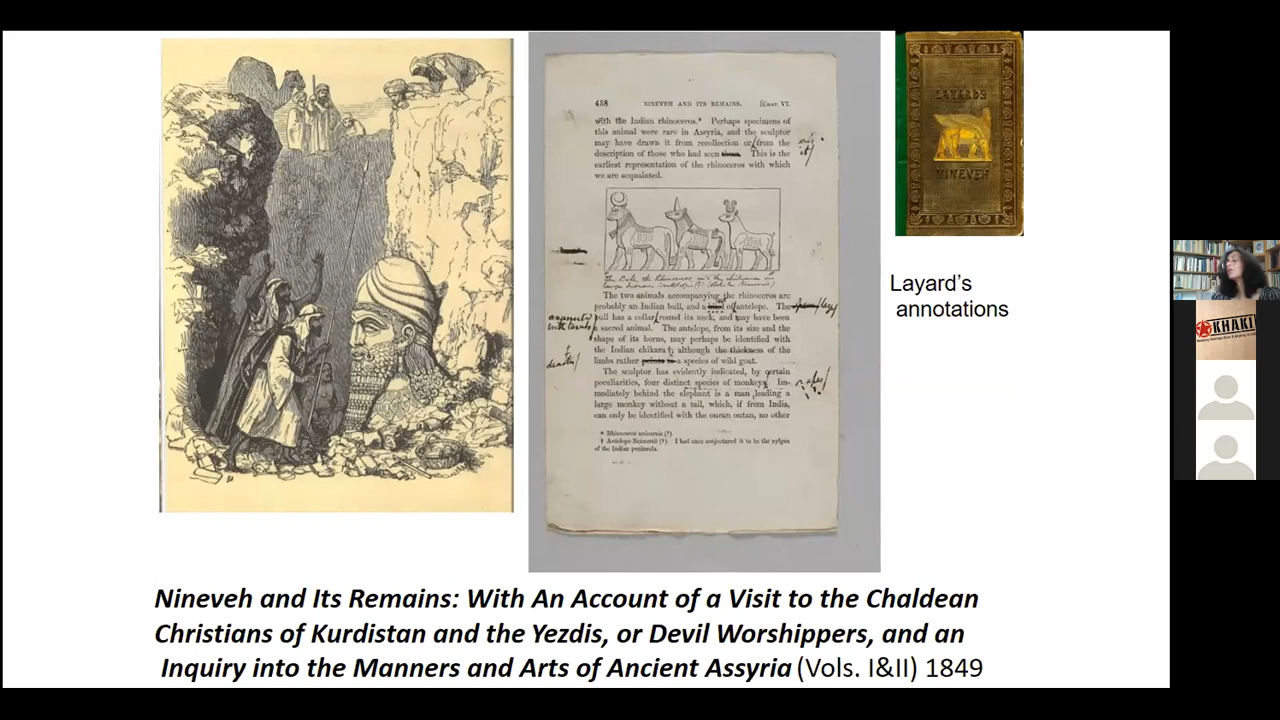 438 NINEVEH AND ITS REMAINS. [CHAP. VI.
with the Indian rhinoceros.* Perhaps specimens of
this animal were rare in Assyria, and the sculptor
may have drawn it from recollection or from the
description of those who had seen This is the
earliest representation of the rhinoceros with which
we are acquainted.
The two animals accompanying the rhinoceros are
probably an Indian bull, and a of antelope. The
bull has a collar round its neck, and may have been
a sacred animal. The antelope, from its size and the
shape of its horns, may perhaps be identified with
the Indian chikara † although the thickness of the
limbs rather a species of wild goat.
The sculptor has evidently indicated, by certain
peculiarities, four distinct species of monkeys. Im-
mediately behind the elephant is a man leading a
large monkey without a tail, which, if from India,
can only be identified with the ouran outan, no other
* Rhinoceros unicornis (?).
† Antelope Bennettii (?). I had once conjectured it to be the nylgau
of the Indian peninsula.
LAYARDS
NINEVEH
Layard's
annotations
KHAKI
Nineveh and Its Remains: With An Account of a Visit to the Chaldean
Christians of Kurdistan and the Yezdis, or Devil Worshippers, and an
Inquiry into the Manners and Arts of Ancient Assyria (Vols. I&II) 1849